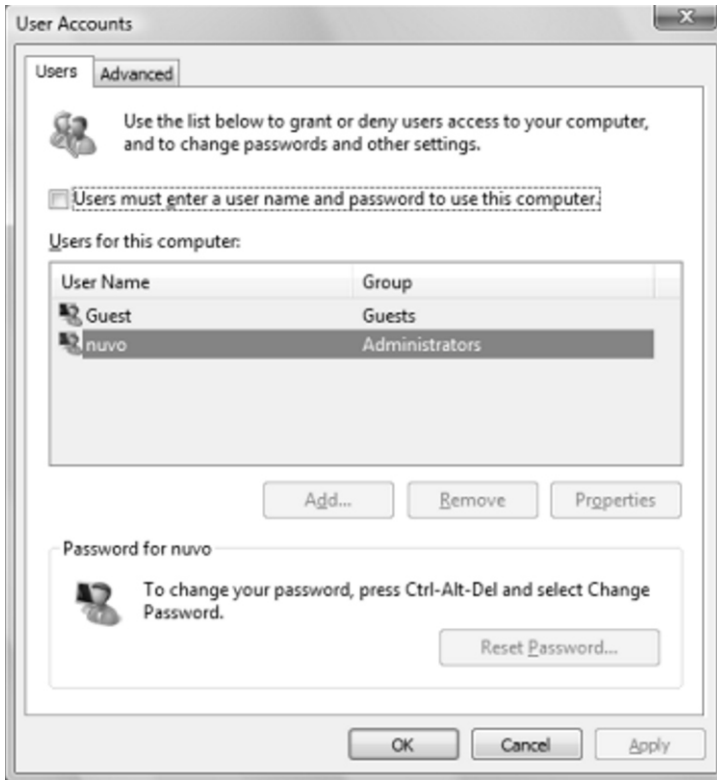 User Accounts
Users
Advanced
Use the list below to grant or deny users access to your computer,
and to change passwords and other settings.
Users must enter a user name and password to use this computer.
Users for this computer:
User Name Group
Guest Guests
nuvo Administrators
Add... Remove Properties
Password for nuvo
To change your password, press Ctrl-Alt-Del and select Change
Password.
Reset Password...
OK Cancel Apply